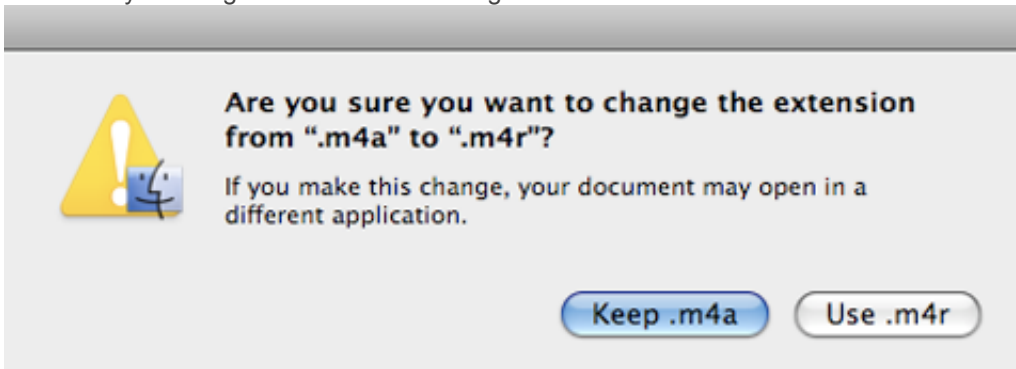 Are you sure you want to change the extension
from “.m4a” to “.m4r”?
If you make this change, your document may open in a
different application.
Keep .m4a
Use .m4r